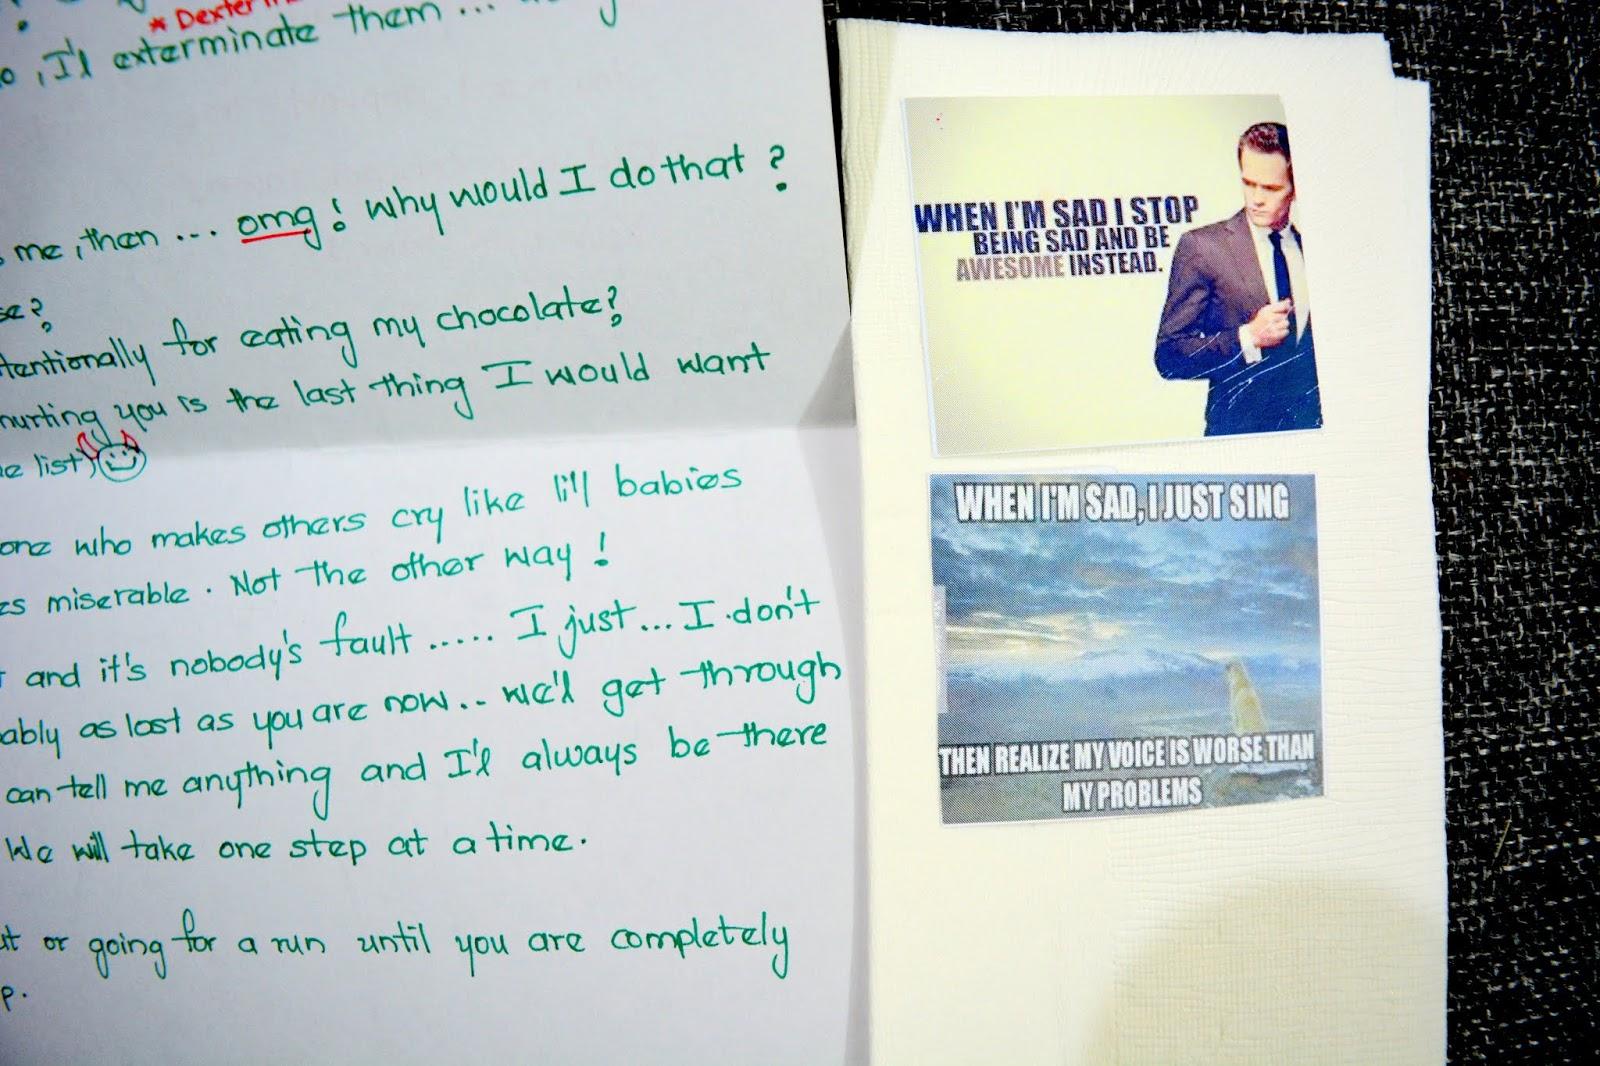 * Dexter
,I'l exterminate them ...
me, then ... omg! why would I do that?
se?
tentionally for eating my chocolate?
hurting you is the last thing I would want
list)
one who makes others cry like li'll babies
es miserable. Not the other way!
and it's nobody's fault ..... I just... I don't
ably as lost as you are now... we'l get through
can tell me anything and I'l always be there
We will take one step at a time.
ut or going for a run until you are completely
p.
WHEN I'M SAD I STOP
BEING SAD AND BE
AWESOME INSTEAD.
WHEN I'M SAD, I JUST SING
THEN REALIZE MY VOICE IS WORSE THAN
MY PROBLEMS